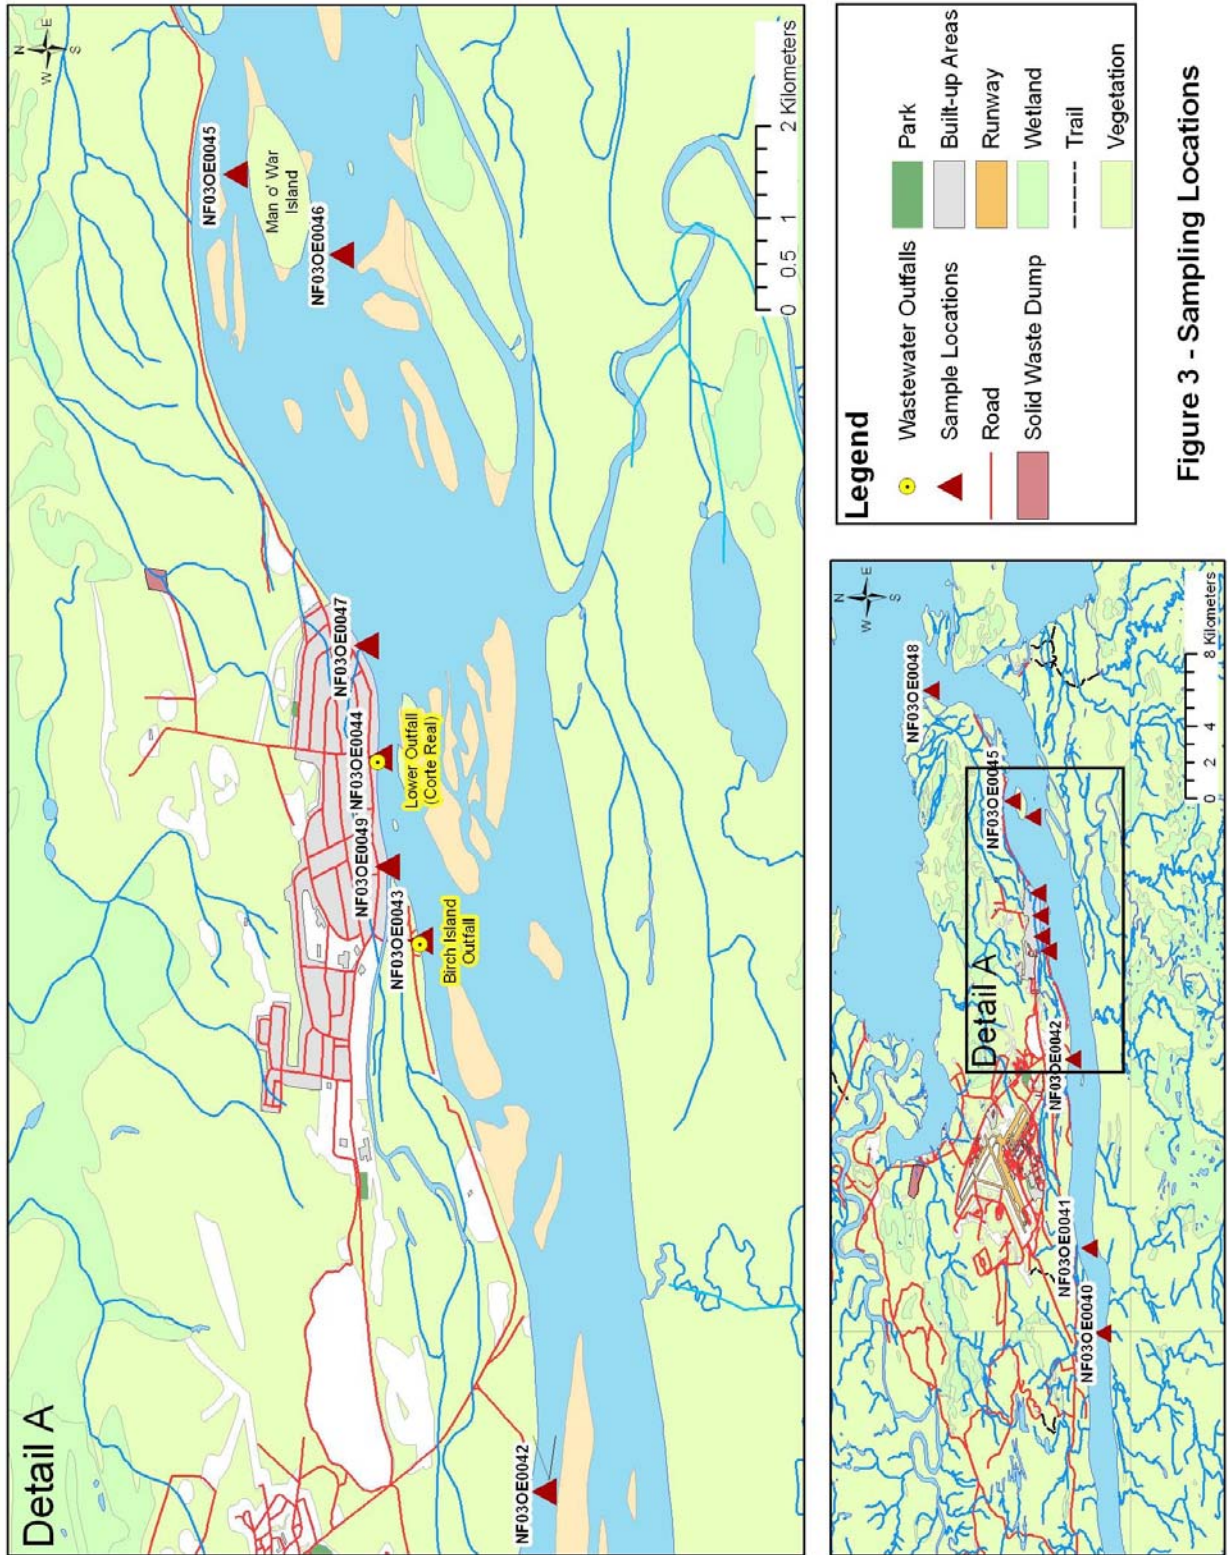 Detail A
N
W
E
S
NF03OE0045
Man o' War
Island
NF03OE0046
NF03OE0047
NF03OE0044
Lower Outfall
(Corte Real)
NF03OE0049
NF03OE0043
Birch Island
Outfall
NF03OE0042
0 0.5 1 2 Kilometers
N
W
E
S
NF03OE0048
NF03OE0045
Detail A
NF03OE0042
NF03OE0041
NF03OE0040
0 2 4 8 Kilometers
Legend
Wastewater Outfalls
Sample Locations
Road
Solid Waste Dump
Park
Built-up Areas
Runway
Wetland
Trail
Vegetation
Figure 3 - Sampling Locations